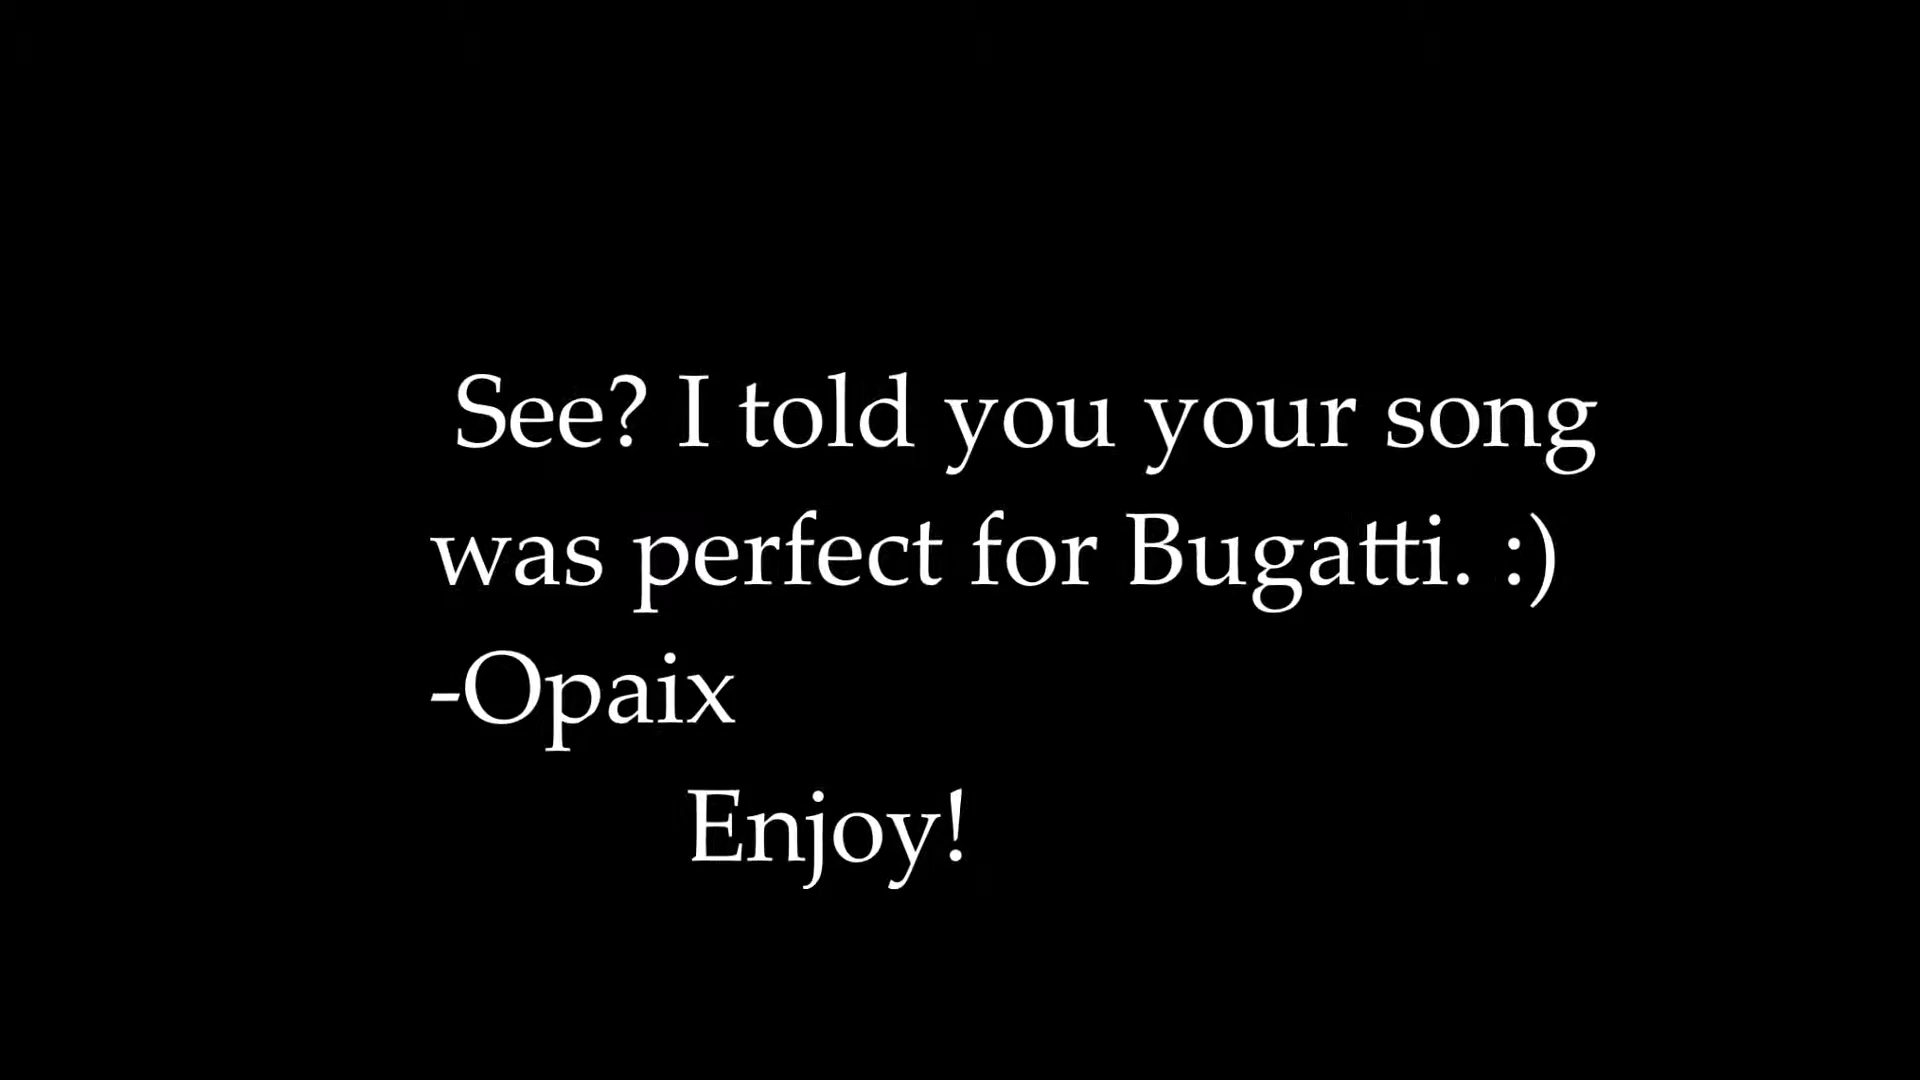 See? I told you your song
was perfect for Bugatti. :)
-Opaix
Enjoy!